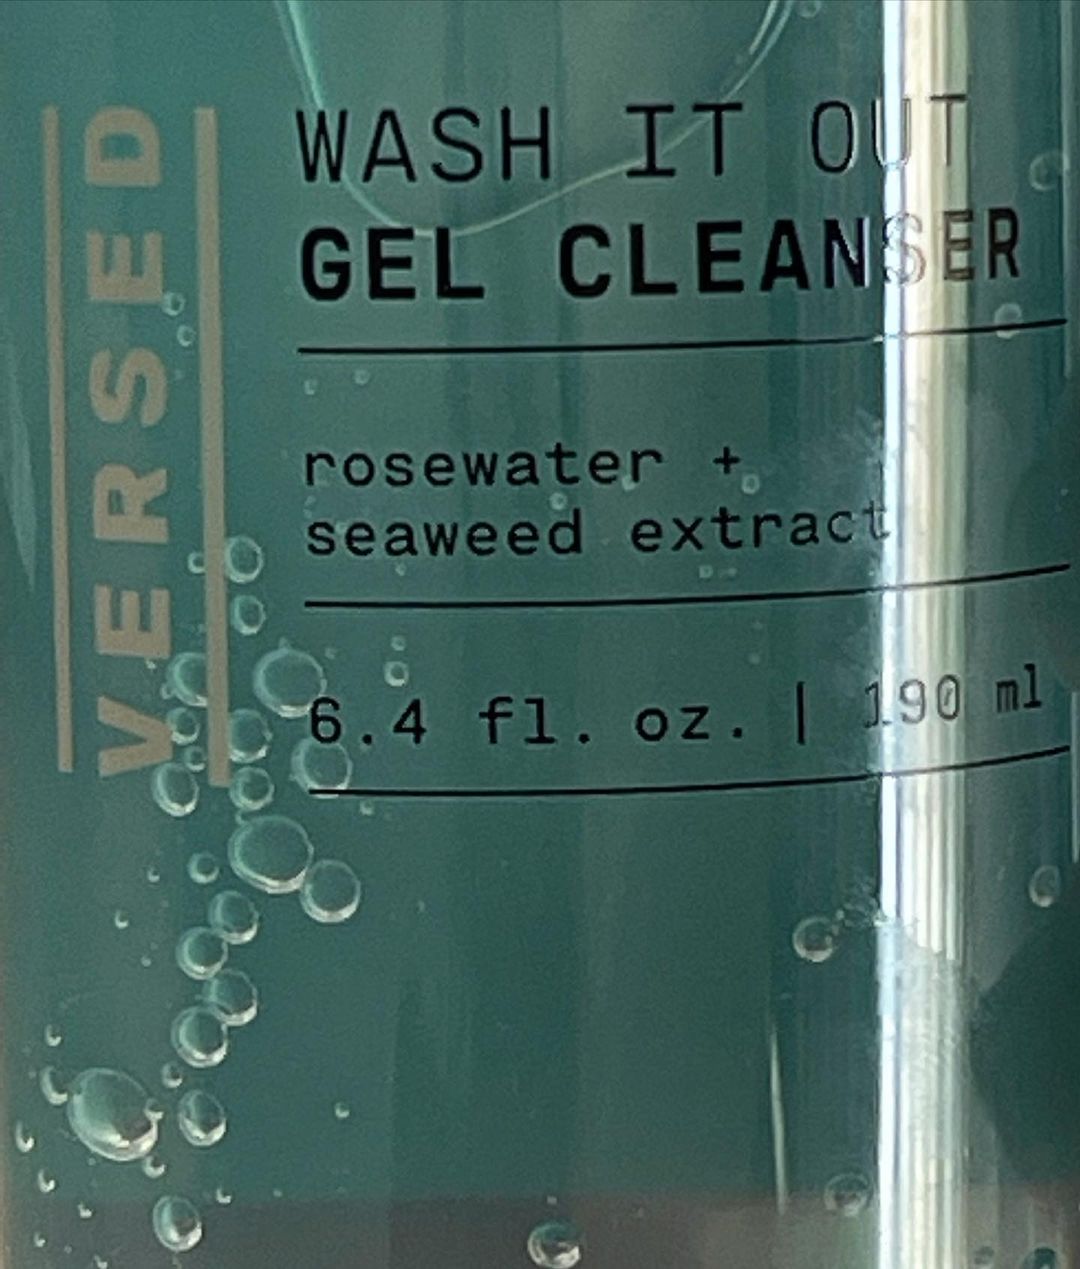 VERSED
WASH IT OUT
GEL CLEANSER
rosewater +
seaweed extract
6.4 fl. oz. | 190 ml